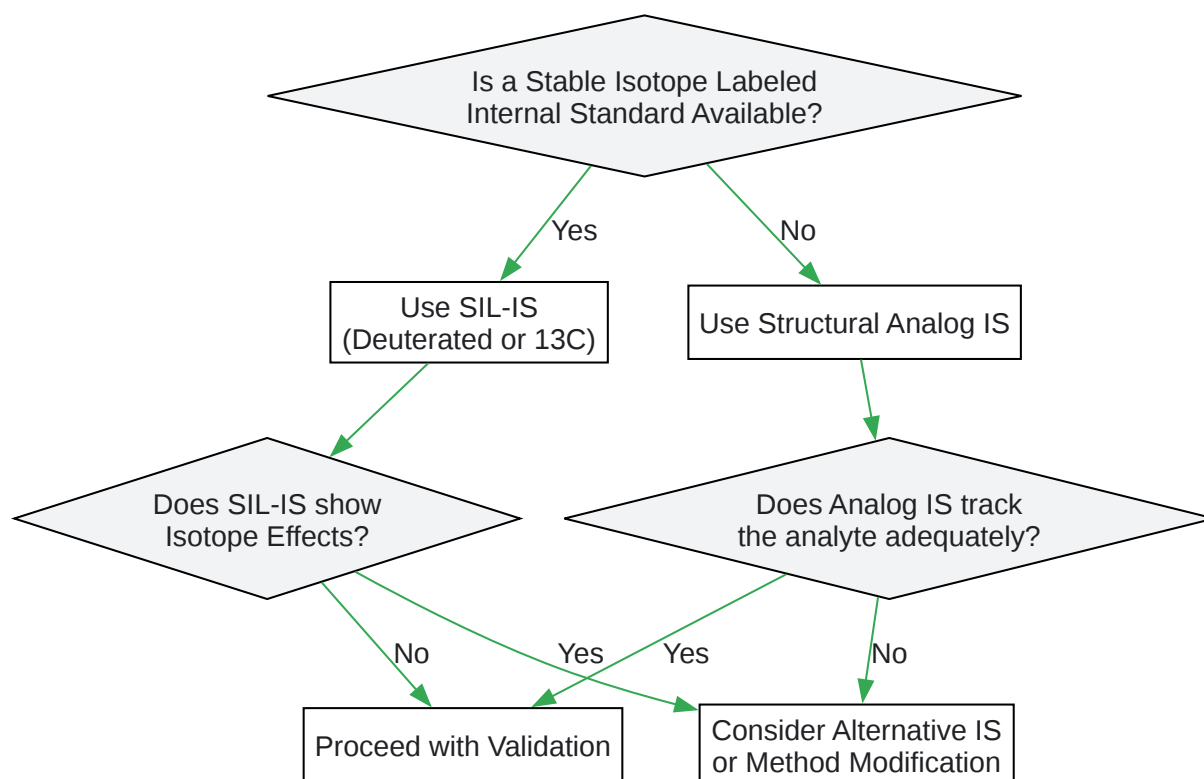 Is a Stable Isotope Labeled
Internal Standard Available?
Yes
No
Use SIL-IS
(Deuterated or 13C)
Use Structural Analog IS
Does SIL-IS show
Isotope Effects?
Does Analog IS track
the analyte adequately?
No
Yes
Yes
No
Proceed with Validation
Consider Alternative IS
or Method Modification